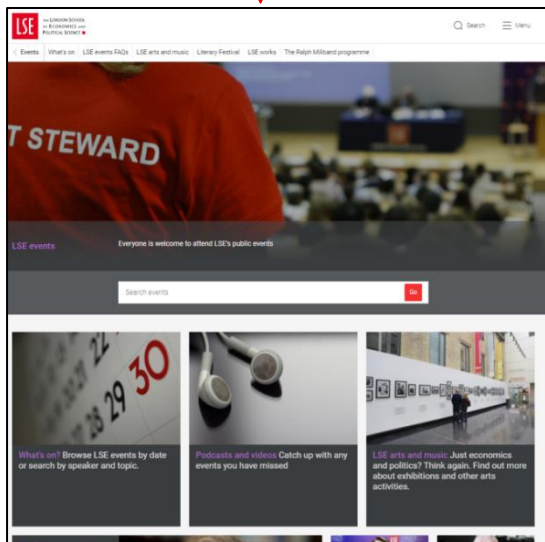 LSE THE LONDON SCHOOL
OF ECONOMICS AND
POLITICAL SCIENCE
Search Menu
Events What's on LSE events FAQs LSE arts and music Literary Festival LSE works The Ralph Miliband programme
T STEWARD
LSE events Everyone is welcome to attend LSE's public events
Search events Go
22
30
29
28
What's on? Browse LSE events by date
or search by speaker and topic.
Podcasts and videos Catch up with any
events you have missed
LSE arts and music Just economics
and politics? Think again. Find out more
about exhibitions and other arts
activities.